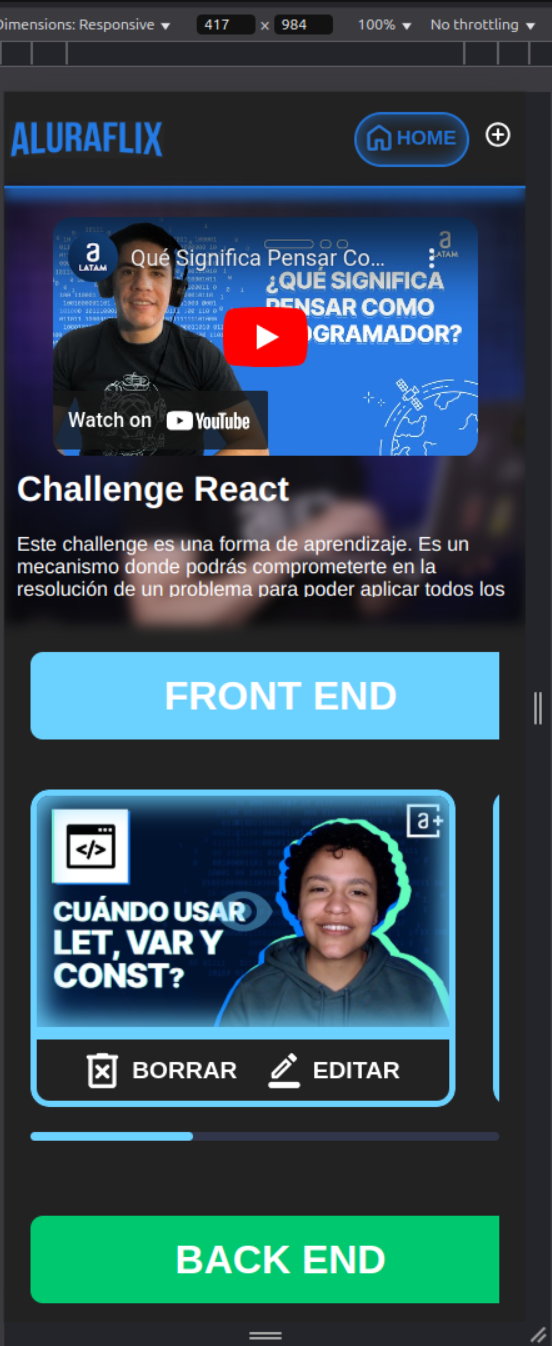 Dimensions: Responsive 417 x 984 100% No throttling
ALURAFLIX HOME
a LATAM
Qué Significa Pensar Co...
a LATAM
¿QUÉ SIGNIFICA
PENSAR COMO
PROGRAMADOR?
Watch on YouTube
Challenge React
Este challenge es una forma de aprendizaje. Es un
mecanismo donde podrás comprometerte en la
resolución de un problema para poder aplicar todos los
FRONT END
</>
a+
CUÁNDO USAR
LET, VAR Y
CONST?
BORRAR EDITAR
BACK END